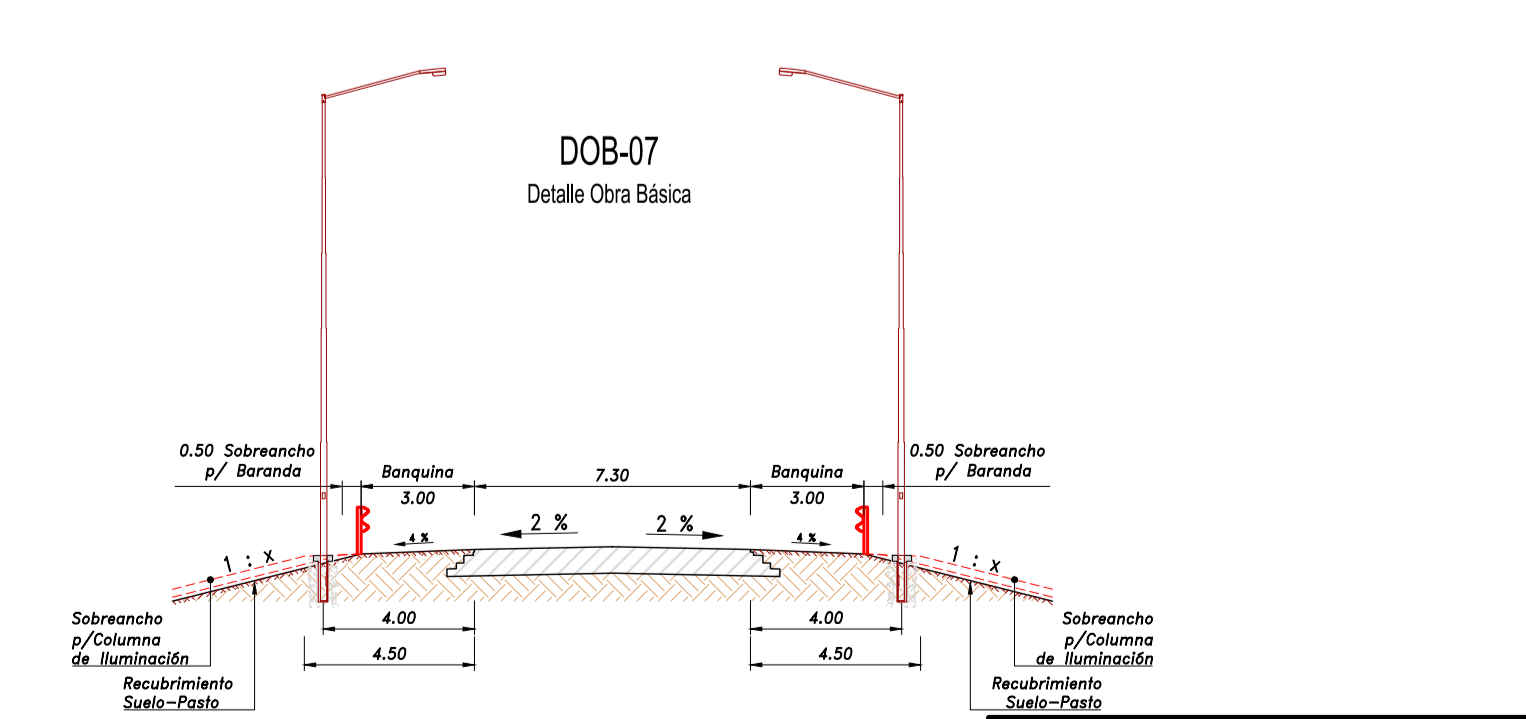 DOB-07
Detalle Obra Básica
0.50 Sobreancho
p/ Baranda
Banquina
3.00
7.30
Banquina
3.00
0.50 Sobreancho
p/ Baranda
4 %
2 %
2 %
4 %
1 : x
1 : x
Sobreancho
p/Columna
de Iluminación
Recubrimiento
Suelo-Pasto
4.00
4.50
4.00
4.50
Sobreancho
p/Columna
de Iluminación
Recubrimiento
Suelo-Pasto